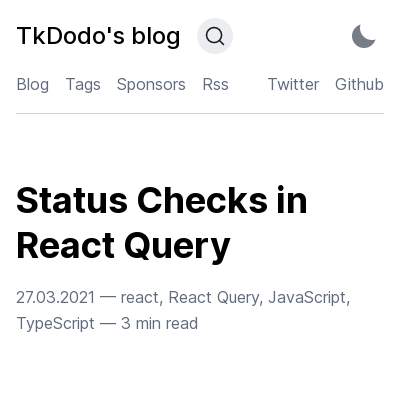 TkDodo's blog
Blog Tags Sponsors Rss Twitter Github
Status Checks in
React Query
27.03.2021 — react, React Query, JavaScript,
TypeScript — 3 min read